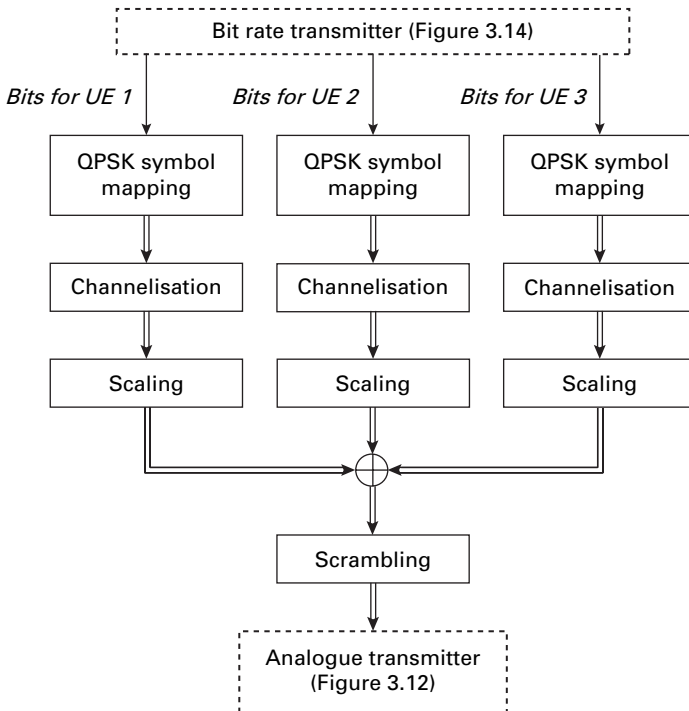 Bit rate transmitter (Figure 3.14)
Bits for UE 1
Bits for UE 2
Bits for UE 3
QPSK symbol
mapping
QPSK symbol
mapping
QPSK symbol
mapping
Channelisation
Channelisation
Channelisation
Scaling
Scaling
Scaling
Scrambling
Analogue transmitter
(Figure 3.12)